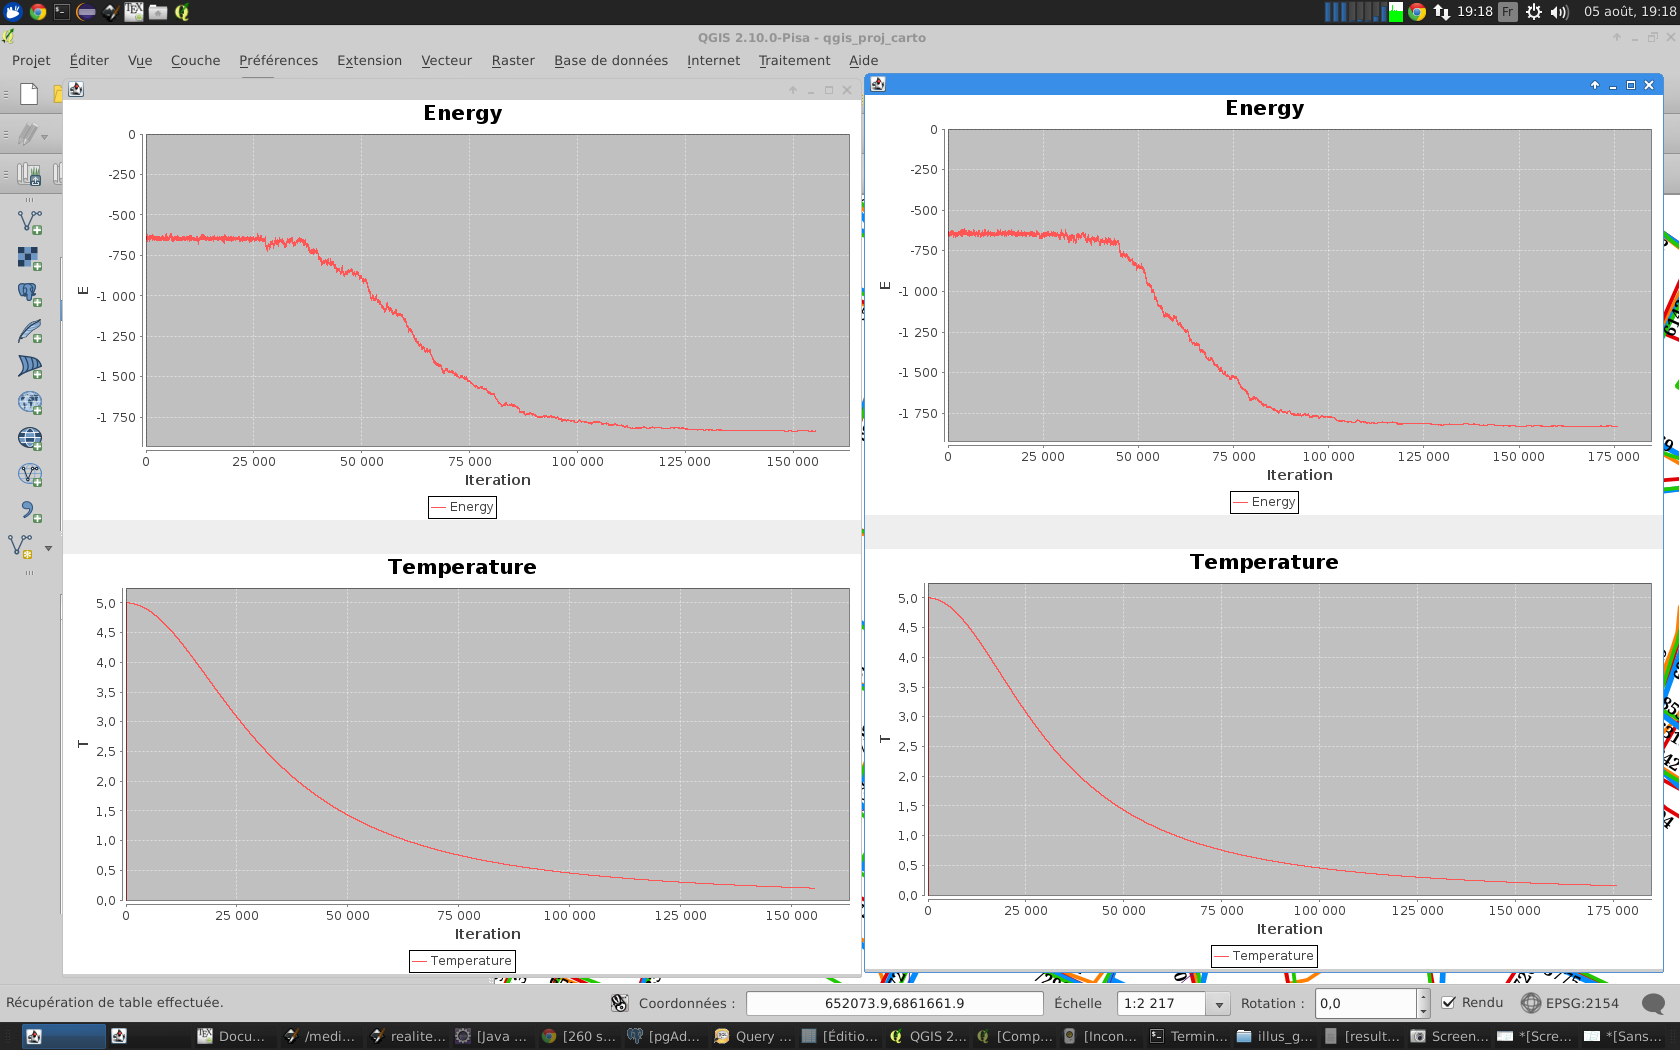 19:18 Fr 05 août, 19:18
QGIS 2.10.0-Pisa - qgis_proj_carto
Projet Éditer Vue Couche Préférences Extension Vecteur Raster Base de données Internet Traitement Aide
Energy
0
-250
-500
-750
-1 000
-1 250
-1 500
-1 750
E
0 25 000 50 000 75 000 100 000 125 000 150 000
Iteration
Energy
Temperature
5,0
4,5
4,0
3,5
3,0
2,5
2,0
1,5
1,0
0,5
0,0
T
0 25 000 50 000 75 000 100 000 125 000 150 000
Iteration
Temperature
Energy
0
-250
-500
-750
-1 000
-1 250
-1 500
-1 750
E
0 25 000 50 000 75 000 100 000 125 000 150 000 175 000
Iteration
Energy
Temperature
5,0
4,5
4,0
3,5
3,0
2,5
2,0
1,5
1,0
0,5
0,0
T
0 25 000 50 000 75 000 100 000 125 000 150 000 175 000
Iteration
Temperature
Récupération de table effectuée. Coordonnées : 652073.9,6861661.9 Échelle 1:2 217 Rotation : 0,0 Rendu EPSG:2154
Docu... /medi... realite... [Java ... [260 s... [pgAd... Query ... [Éditio... QGIS 2... [Comp... [Incon... Termin... illus_g... [result... Screen... *[Scre... *[Sans...